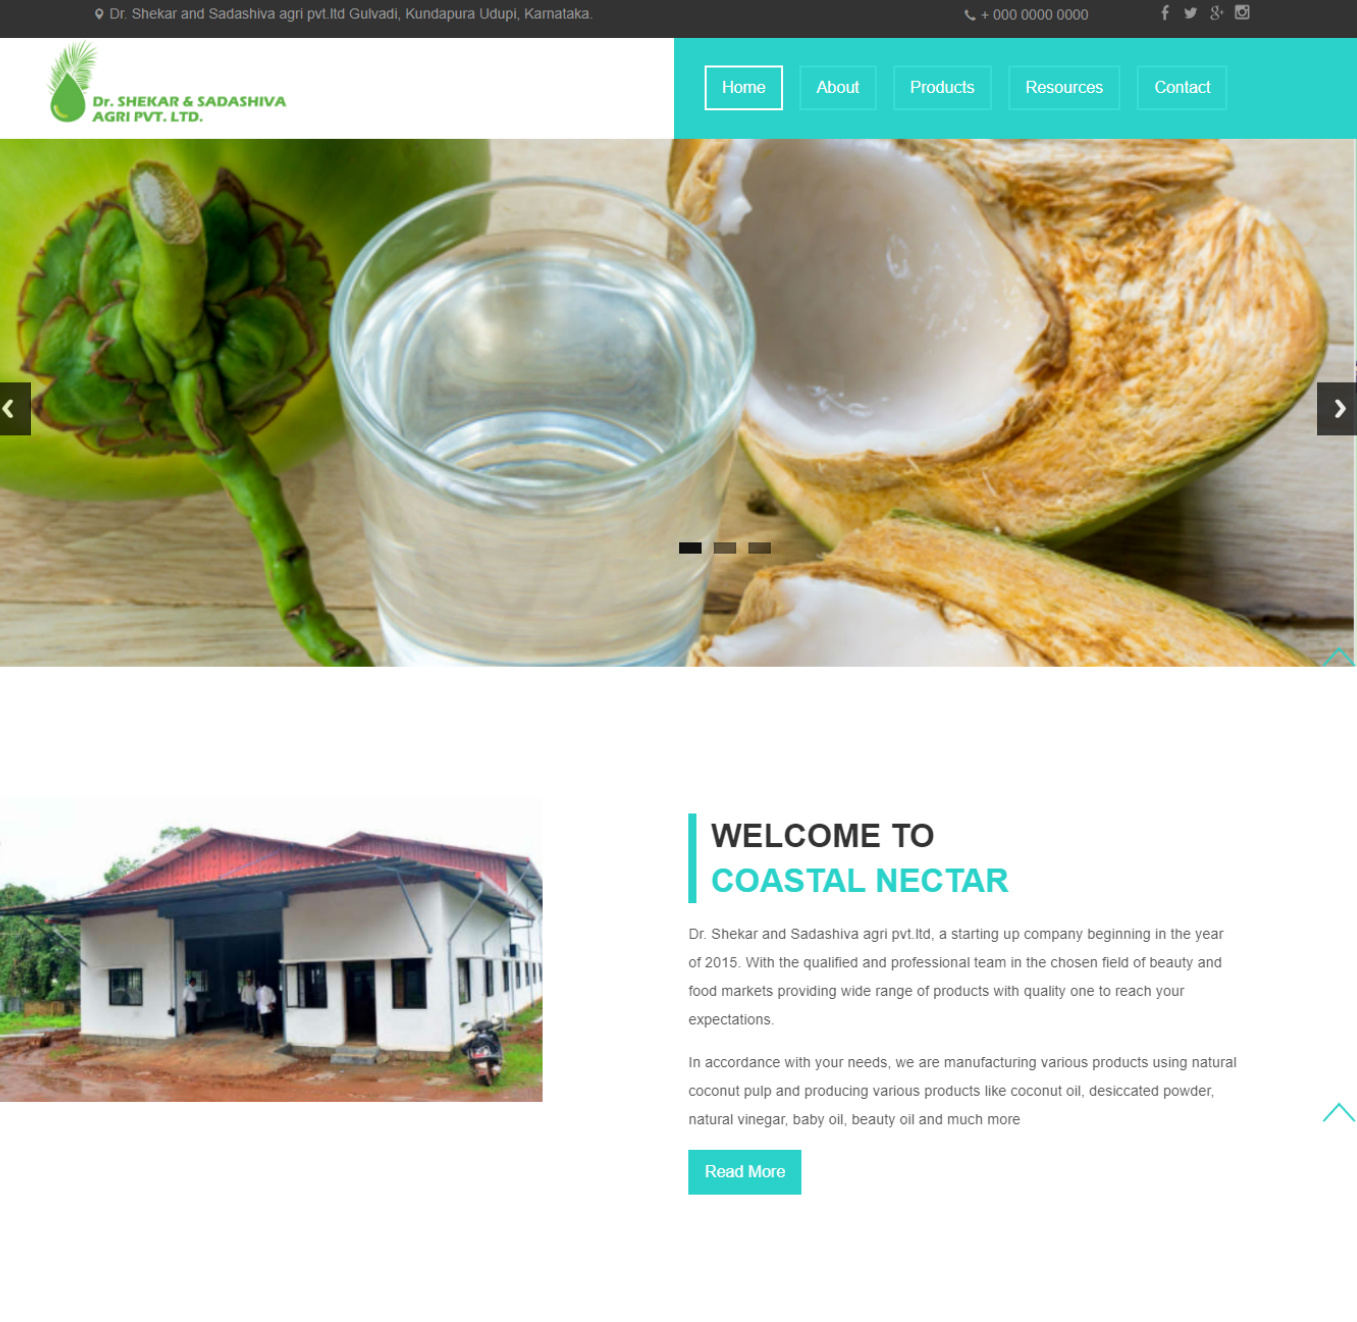 Dr. Shekar and Sadashiva agri pvt.ltd Gulvadi, Kundapura Udupi, Karnataka.
+ 000 0000 0000
Dr. SHEKAR & SADASHIVA
AGRI PVT. LTD.
Home
About
Products
Resources
Contact
WELCOME TO
COASTAL NECTAR
Dr. Shekar and Sadashiva agri pvt.ltd, a starting up company beginning in the year
of 2015. With the qualified and professional team in the chosen field of beauty and
food markets providing wide range of products with quality one to reach your
expectations.
In accordance with your needs, we are manufacturing various products using natural
coconut pulp and producing various products like coconut oil, desiccated powder,
natural vinegar, baby oil, beauty oil and much more
Read More